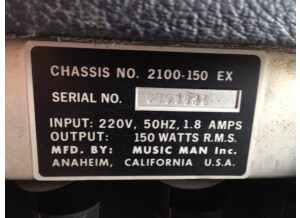 CHASSIS NO. 2100-150 EX
SERIAL NO.
INPUT: 220V, 50HZ, 1.8 AMPS
OUTPUT: 150 WATTS R.M.S.
MFD. BY: MUSIC MAN Inc.
ANAHEIM, CALIFORNIA U.S.A.